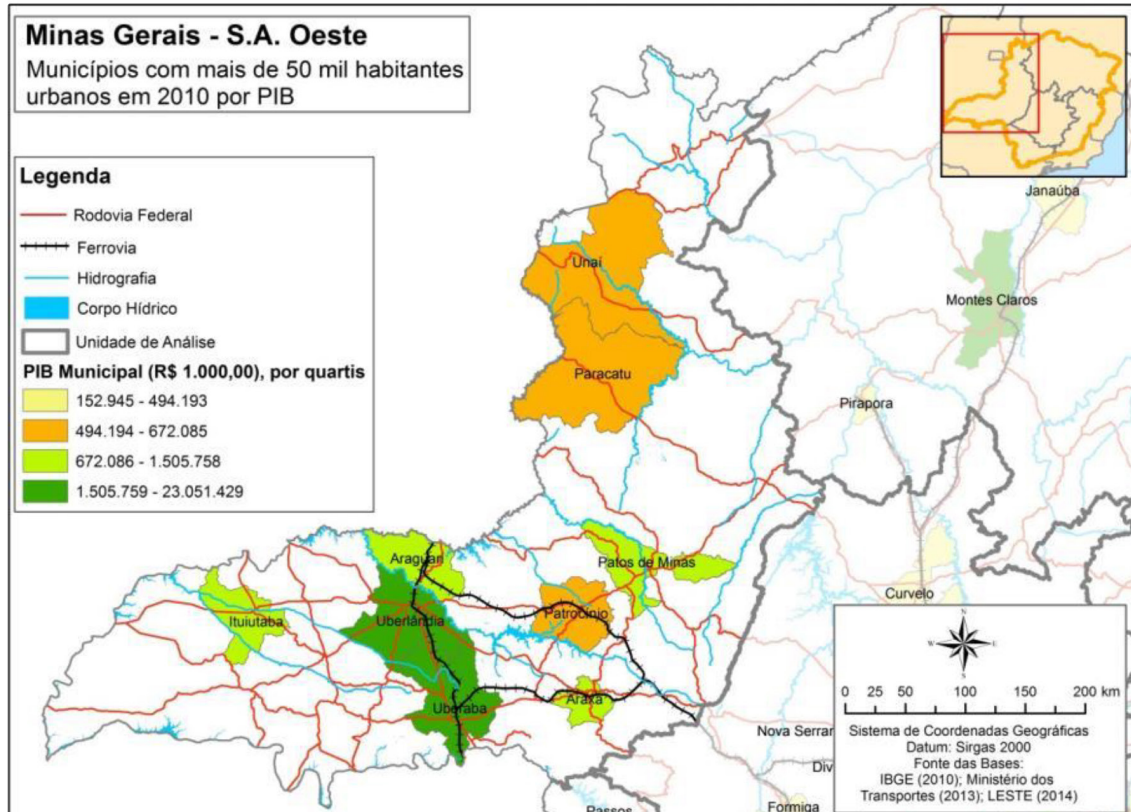 Minas Gerais - S.A. Oeste
Municípios com mais de 50 mil habitantes
urbanos em 2010 por PIB
Legenda
Rodovia Federal
Ferrovia
Hidrografia
Corpo Hídrico
Unidade de Análise
PIB Municipal (R$ 1.000,00), por quartis
152.945 - 494.193
494.194 - 672.085
672.086 - 1.505.758
1.505.759 - 23.051.429
Janaúba
Unaí
Montes Claros
Paracatu
Pirapora
Araguari
Patos de Minas
Curvelo
Ituiutaba
Uberlândia
Patrocínio
Uberaba
Araxá
Nova Serran
Div
Passos
Formiga
N
W
E
S
0 25 50 100 150 200 km
Sistema de Coordenadas Geográficas
Datum: Sirgas 2000
Fonte das Bases:
IBGE (2010); Ministério dos
Transportes (2013); LESTE (2014)